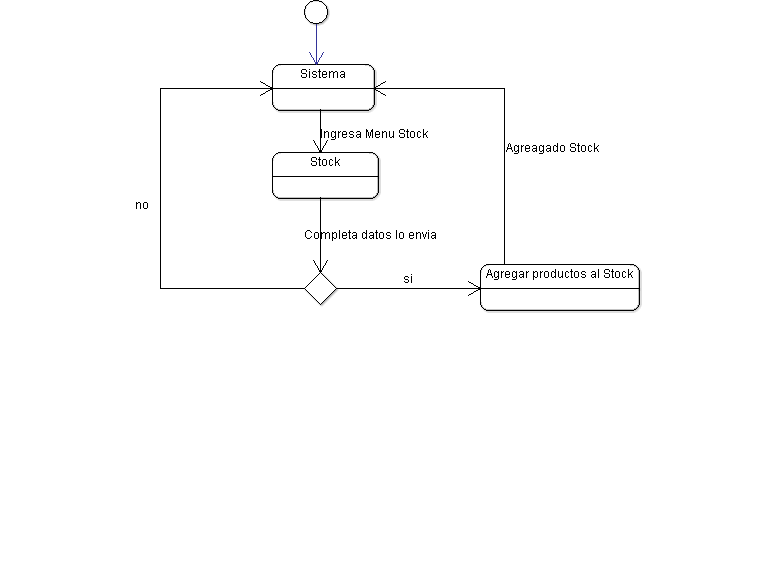 Sistema
Ingresa Menu Stock
Agreagado Stock
Stock
no
Completa datos lo envia
si
Agregar productos al Stock